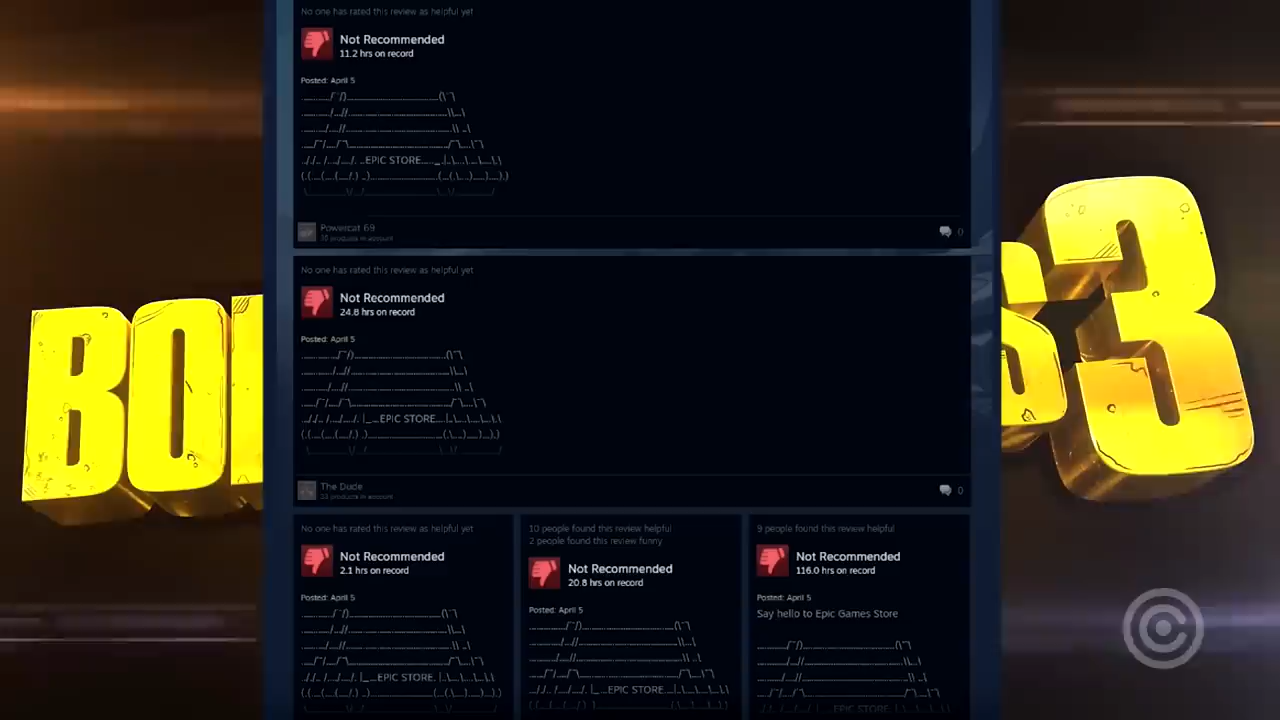 No one has rated this review as helpful yet
Not Recommended
11.2 hrs on record
Posted: April 5
EPIC STORE
Powercat 69
No one has rated this review as helpful yet
Not Recommended
24.8 hrs on record
Posted: April 5
EPIC STORE
The Dude
33 products in account
No one has rated this review as helpful yet
Not Recommended
2.1 hrs on record
Posted: April 5
EPIC STORE
10 people found this review helpful
2 people found this review funny
Not Recommended
20.8 hrs on record
Posted: April 5
EPIC STORE
9 people found this review helpful
Not Recommended
116.0 hrs on record
Posted: April 5
Say hello to Epic Games Store
EPIC STORE
0
0
BO
3